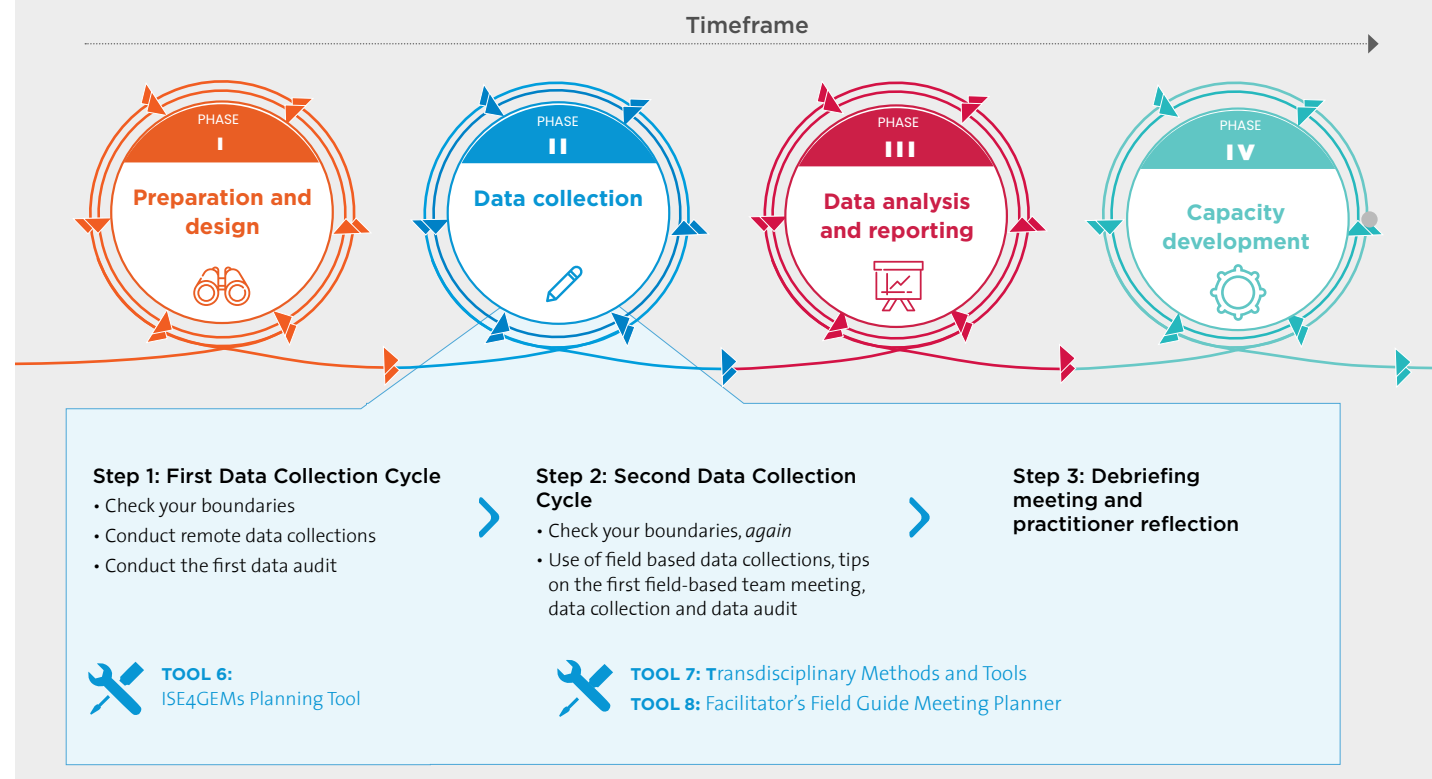 Timeframe
PHASE
I
Preparation and
design
PHASE
II
Data collection
PHASE
III
Data analysis
and reporting
PHASE
IV
Capacity
development
Step 1: First Data Collection Cycle
• Check your boundaries
• Conduct remote data collections
• Conduct the first data audit
Step 2: Second Data Collection
Cycle
• Check your boundaries, again
• Use of field based data collections, tips
on the first field-based team meeting,
data collection and data audit
Step 3: Debriefing
meeting and
practitioner reflection
TOOL 6:
ISE4GEMs Planning Tool
TOOL 7: Transdisciplinary Methods and Tools
TOOL 8: Facilitator’s Field Guide Meeting Planner